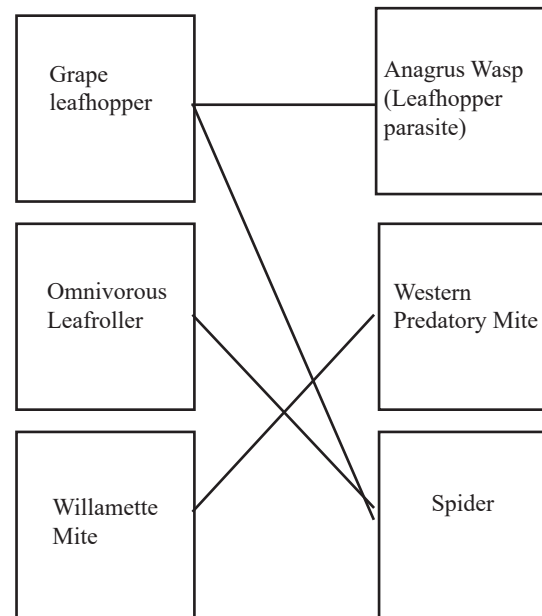 Grape
leafhopper
Anagrus Wasp
(Leafhopper
parasite)
Omnivorous
Leafroller
Western
Predatory Mite
Willamette
Mite
Spider